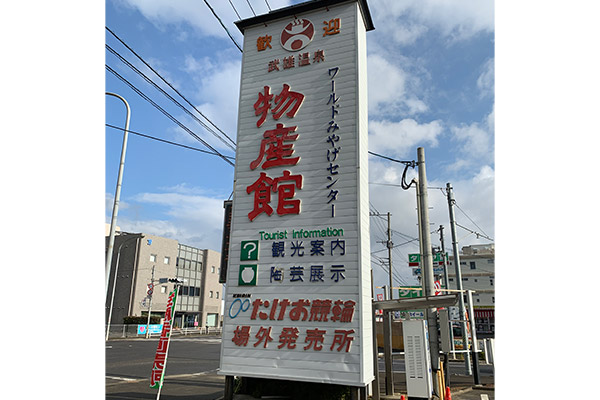 歓迎
武雄温泉
ワールドみやげセンター
物産館
Tourist Information
? 観光案内
陶芸展示
たけお競輪
場外発売所